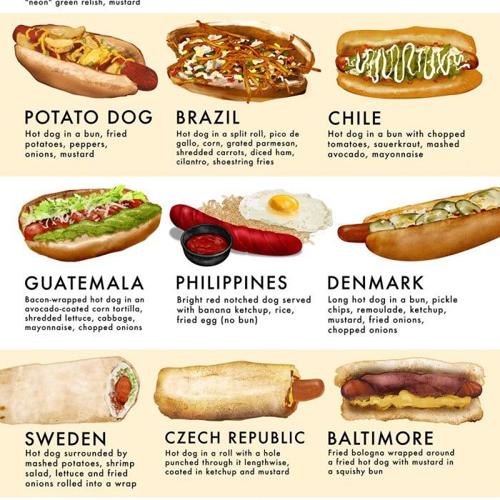 "neon" green relish, mustard
POTATO DOG
Hot dog in a bun, fried
potatoes, peppers,
onions, mustard
BRAZIL
Hot dog in a split roll, pico de
gallo, corn, grated parmesan,
shredded carrots, diced ham,
cilantro, shoestring fries
CHILE
Hot dog in a bun with chopped
tomatoes, sauerkraut, mashed
avocado, mayonnaise
GUATEMALA
Bacon-wrapped hot dog in an
avocado-coated corn tortilla,
shredded lettuce, cabbage,
mayonnaise, chopped onions
PHILIPPINES
Bright red notched dog served
with banana ketchup, rice,
fried egg (no bun)
DENMARK
Long hot dog in a bun, pickle
chips, remoulade, ketchup,
mustard, fried onions,
chopped onions
SWEDEN
Hot dog surrounded by
mashed potatoes, shrimp
salad, lettuce and fried
onions rolled into a wrap
CZECH REPUBLIC
Hot dog in a roll with a hole
punched through it lengthwise,
coated in ketchup and mustard
BALTIMORE
Fried bologna wrapped around
a fried hot dog with mustard in
a squishy bun